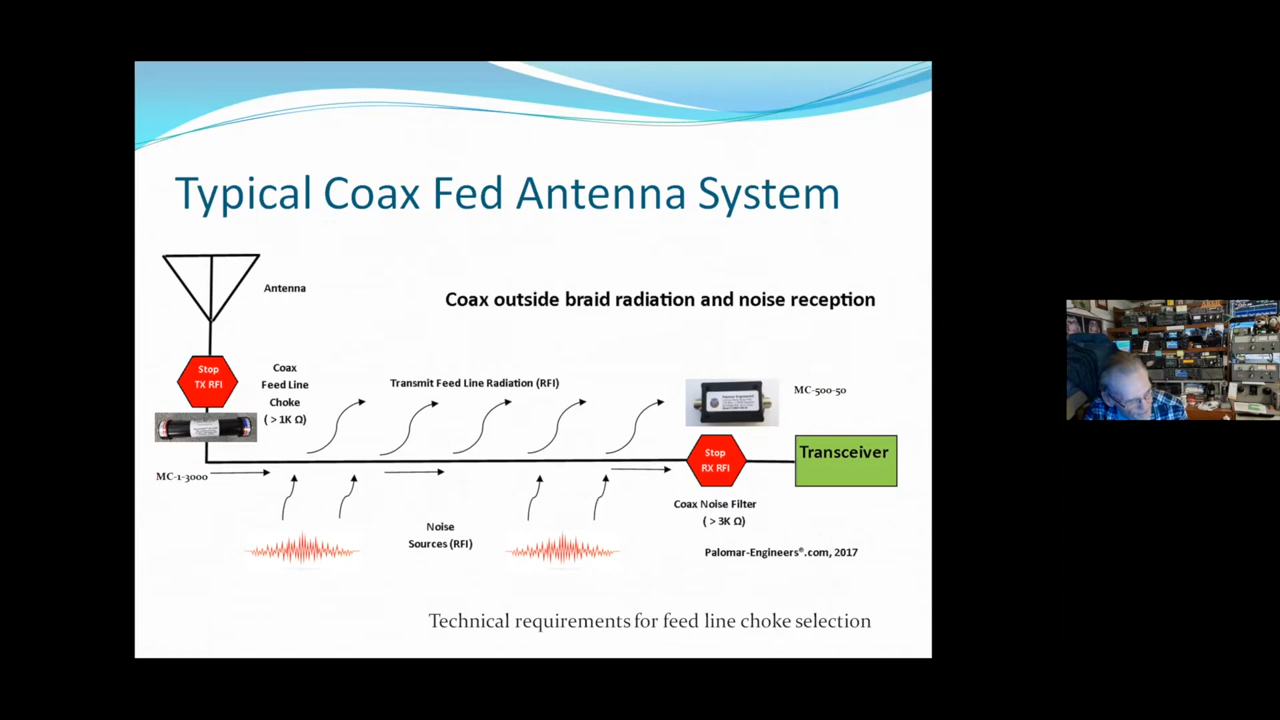 Typical Coax Fed Antenna System
Antenna
Coax outside braid radiation and noise reception
Stop
TX RFI
Coax
Feed Line
Choke
( > 1K Ω)
Transmit Feed Line Radiation (RFI)
MC-500-50
Stop
RX RFI
Transceiver
MC-1-3000
Coax Noise Filter
( > 3K Ω)
Noise
Sources (RFI)
Palomar-Engineers®.com, 2017
Technical requirements for feed line choke selection